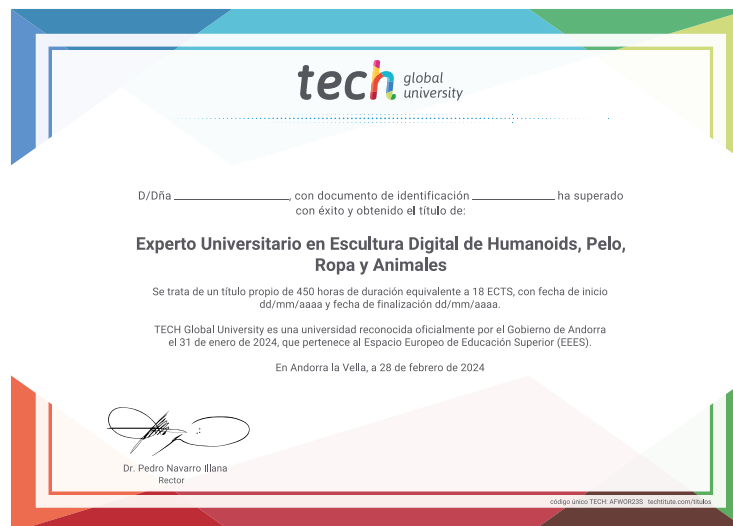 tech global university
D/Dña ____________________, con documento de identificación ______________ ha superado
con éxito y obtenido el título de:
Experto Universitario en Escultura Digital de Humanoids, Pelo,
Ropa y Animales
Se trata de un título propio de 450 horas de duración equivalente a 18 ECTS, con fecha de inicio
dd/mm/aaaa y fecha de finalización dd/mm/aaaa.
TECH Global University es una universidad reconocida oficialmente por el Gobierno de Andorra
el 31 de enero de 2024, que pertenece al Espacio Europeo de Educación Superior (EEES).
En Andorra la Vella, a 28 de febrero de 2024
Dr. Pedro Navarro Illana
Rector
código único TECH: AFWOR23S techtitute.com/titulos